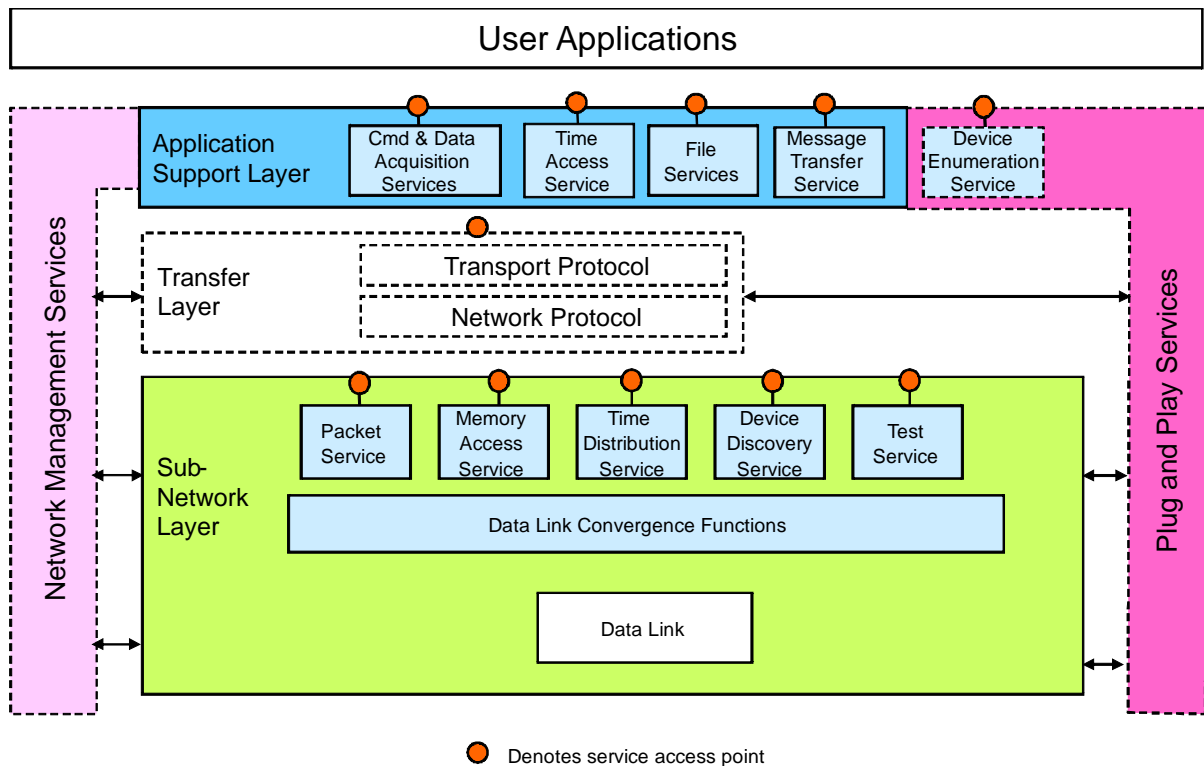 User Applications
Application
Support Layer
Cmd & Data
Acquisition
Services
Time
Access
Service
File
Services
Message
Transfer
Service
Device
Enumeration
Service
Network Management Services
Transfer
Layer
Transport Protocol
Network Protocol
Plug and Play Services
Sub-
Network
Layer
Packet
Service
Memory
Access
Service
Time
Distribution
Service
Device
Discovery
Service
Test
Service
Data Link Convergence Functions
Data Link
Denotes service access point